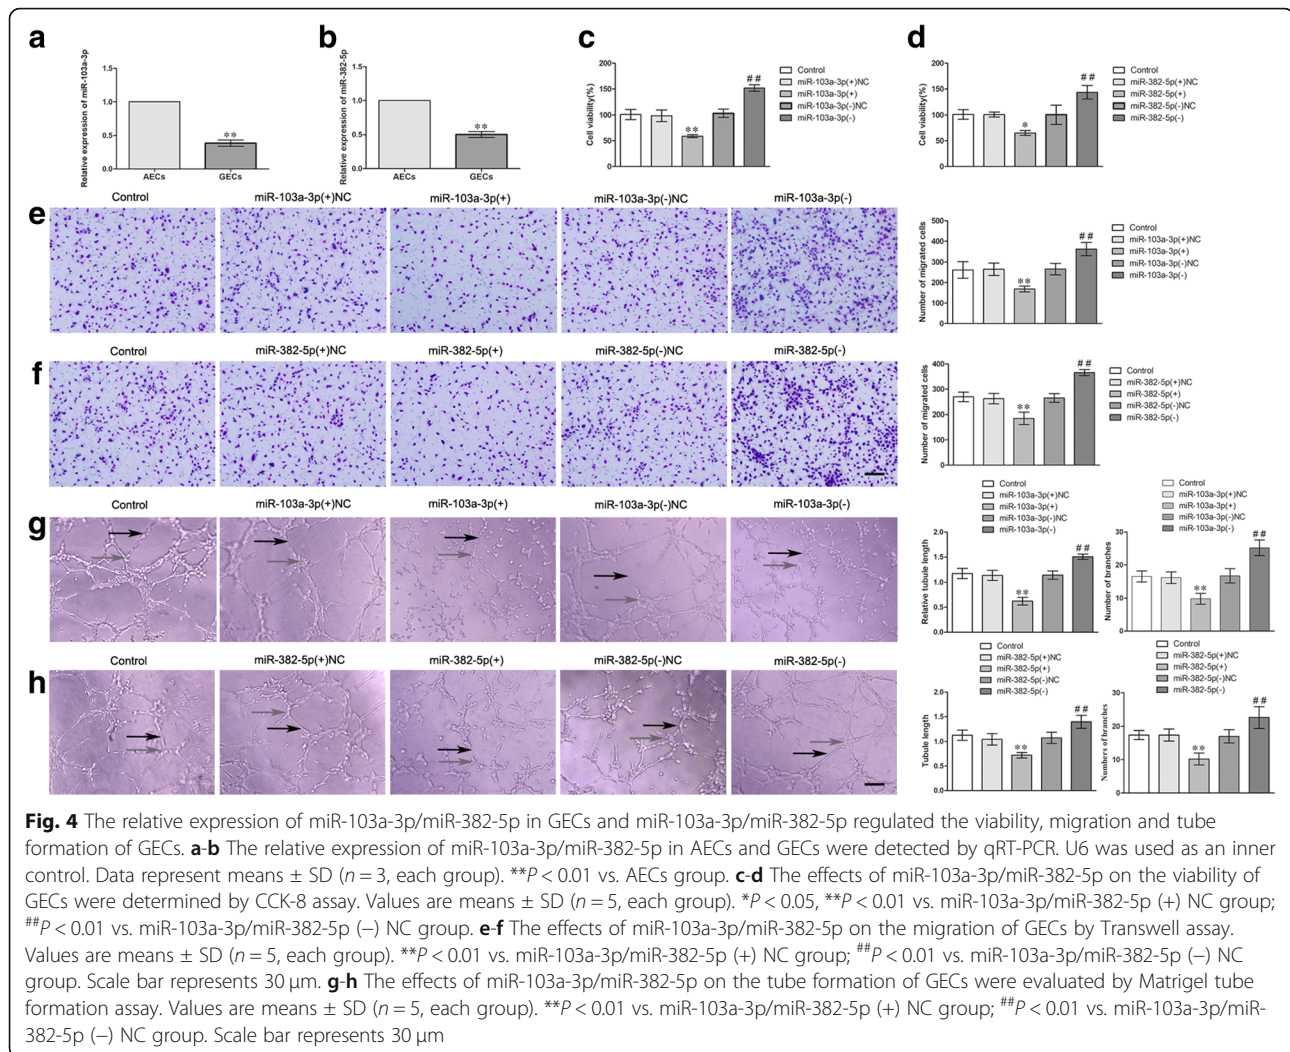 a
b
c
d
Relative expression of miR-103a-3p
1.5
1.0
0.5
0.0
**
AECs
GECs
Relative expression of miR-382-5p
1.5
1.0
0.5
0.0
**
AECs
GECs
Cell viability(%)
200
150
100
50
0
**
##
Control
miR-103a-3p(+)NC
miR-103a-3p(+)
miR-103a-3p(-)NC
miR-103a-3p(-)
Cell viability(%)
200
150
100
50
0
*
##
Control
miR-382-5p(+)NC
miR-382-5p(+)
miR-382-5p(-)NC
miR-382-5p(-)
e
Control
miR-103a-3p(+)NC
miR-103a-3p(+)
miR-103a-3p(-)NC
miR-103a-3p(-)
Number of migrated cells
500
400
300
200
100
0
**
##
Control
miR-103a-3p(+)NC
miR-103a-3p(+)
miR-103a-3p(-)NC
miR-103a-3p(-)
f
Control
miR-382-5p(+)NC
miR-382-5p(+)
miR-382-5p(-)NC
miR-382-5p(-)
Number of migrated cells
400
300
200
100
0
**
##
Control
miR-382-5p(+)NC
miR-382-5p(+)
miR-382-5p(-)NC
miR-382-5p(-)
g
Control
miR-103a-3p(+)NC
miR-103a-3p(+)
miR-103a-3p(-)NC
miR-103a-3p(-)
Control
miR-103a-3p(+)NC
miR-103a-3p(+)
miR-103a-3p(-)NC
miR-103a-3p(-)
Relative tubule length
2.0
1.5
1.0
0.5
0.0
**
##
Control
miR-103a-3p(+)NC
miR-103a-3p(+)
miR-103a-3p(-)NC
miR-103a-3p(-)
Number of branches
30
20
10
0
**
##
h
Control
miR-382-5p(+)NC
miR-382-5p(+)
miR-382-5p(-)NC
miR-382-5p(-)
Control
miR-382-5p(+)NC
miR-382-5p(+)
miR-382-5p(-)NC
miR-382-5p(-)
Tubule length
2.0
1.5
1.0
0.5
0.0
**
##
Control
miR-382-5p(+)NC
miR-382-5p(+)
miR-382-5p(-)NC
miR-382-5p(-)
Numbers of branches
30
20
10
0
**
##
Fig. 4 The relative expression of miR-103a-3p/miR-382-5p in GECs and miR-103a-3p/miR-382-5p regulated the viability, migration and tube
formation of GECs. a-b The relative expression of miR-103a-3p/miR-382-5p in AECs and GECs were detected by qRT-PCR. U6 was used as an inner
control. Data represent means ± SD (n = 3, each group). **P < 0.01 vs. AECs group. c-d The effects of miR-103a-3p/miR-382-5p on the viability of
GECs were determined by CCK-8 assay. Values are means ± SD (n = 5, each group). *P < 0.05, **P < 0.01 vs. miR-103a-3p/miR-382-5p (+) NC group;
##P < 0.01 vs. miR-103a-3p/miR-382-5p (−) NC group. e-f The effects of miR-103a-3p/miR-382-5p on the migration of GECs by Transwell assay.
Values are means ± SD (n = 5, each group). **P < 0.01 vs. miR-103a-3p/miR-382-5p (+) NC group; ##P < 0.01 vs. miR-103a-3p/miR-382-5p (−) NC
group. Scale bar represents 30 μm. g-h The effects of miR-103a-3p/miR-382-5p on the tube formation of GECs were evaluated by Matrigel tube
formation assay. Values are means ± SD (n = 5, each group). **P < 0.01 vs. miR-103a-3p/miR-382-5p (+) NC group; ##P < 0.01 vs. miR-103a-3p/miR-
382-5p (−) NC group. Scale bar represents 30 μm